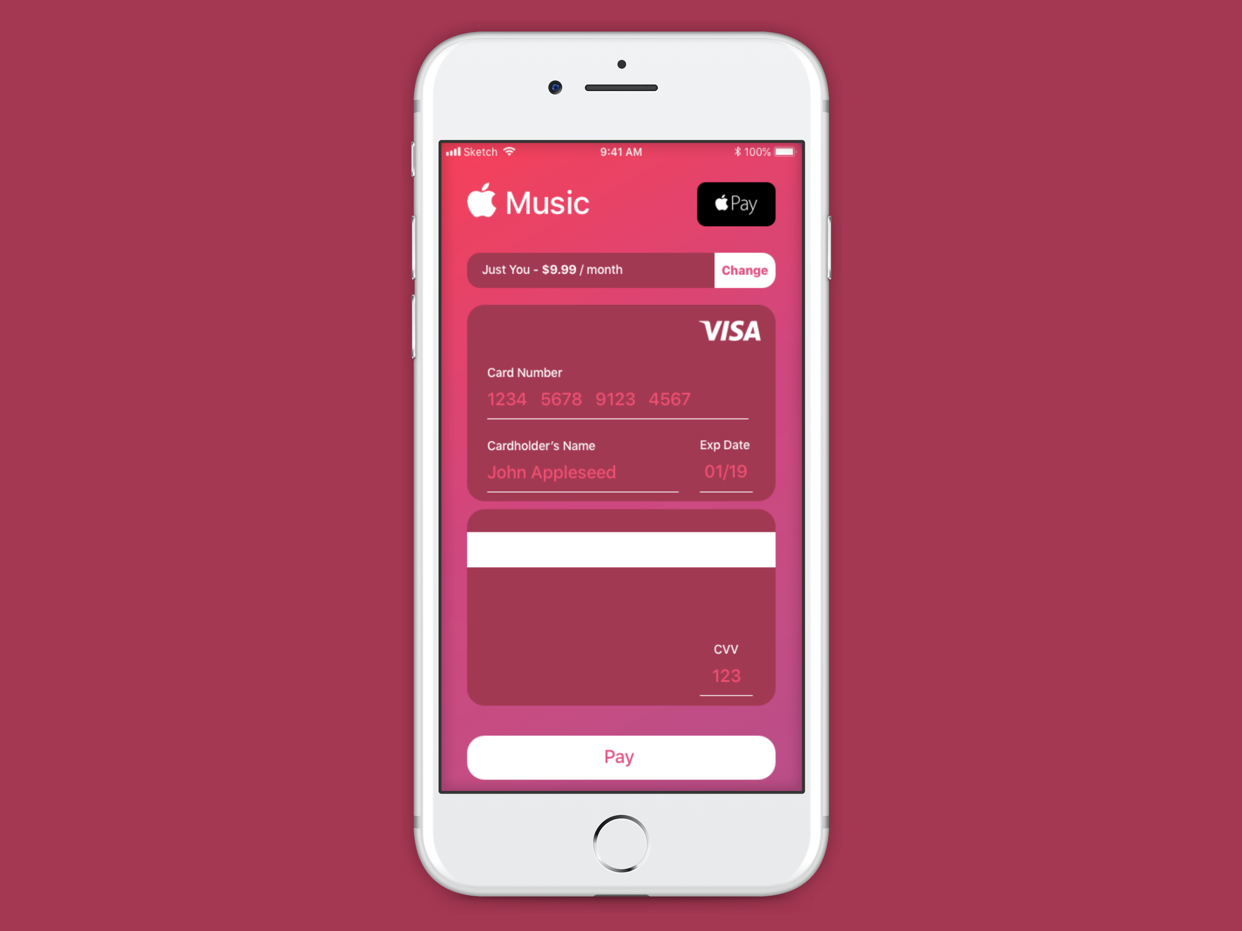 Sketch 9:41 AM 100%
Music Pay
Just You - $9.99 / month Change
VISA
Card Number
1234 5678 9123 4567
Cardholder's Name Exp Date
John Appleseed 01/19
CVV
123
Pay